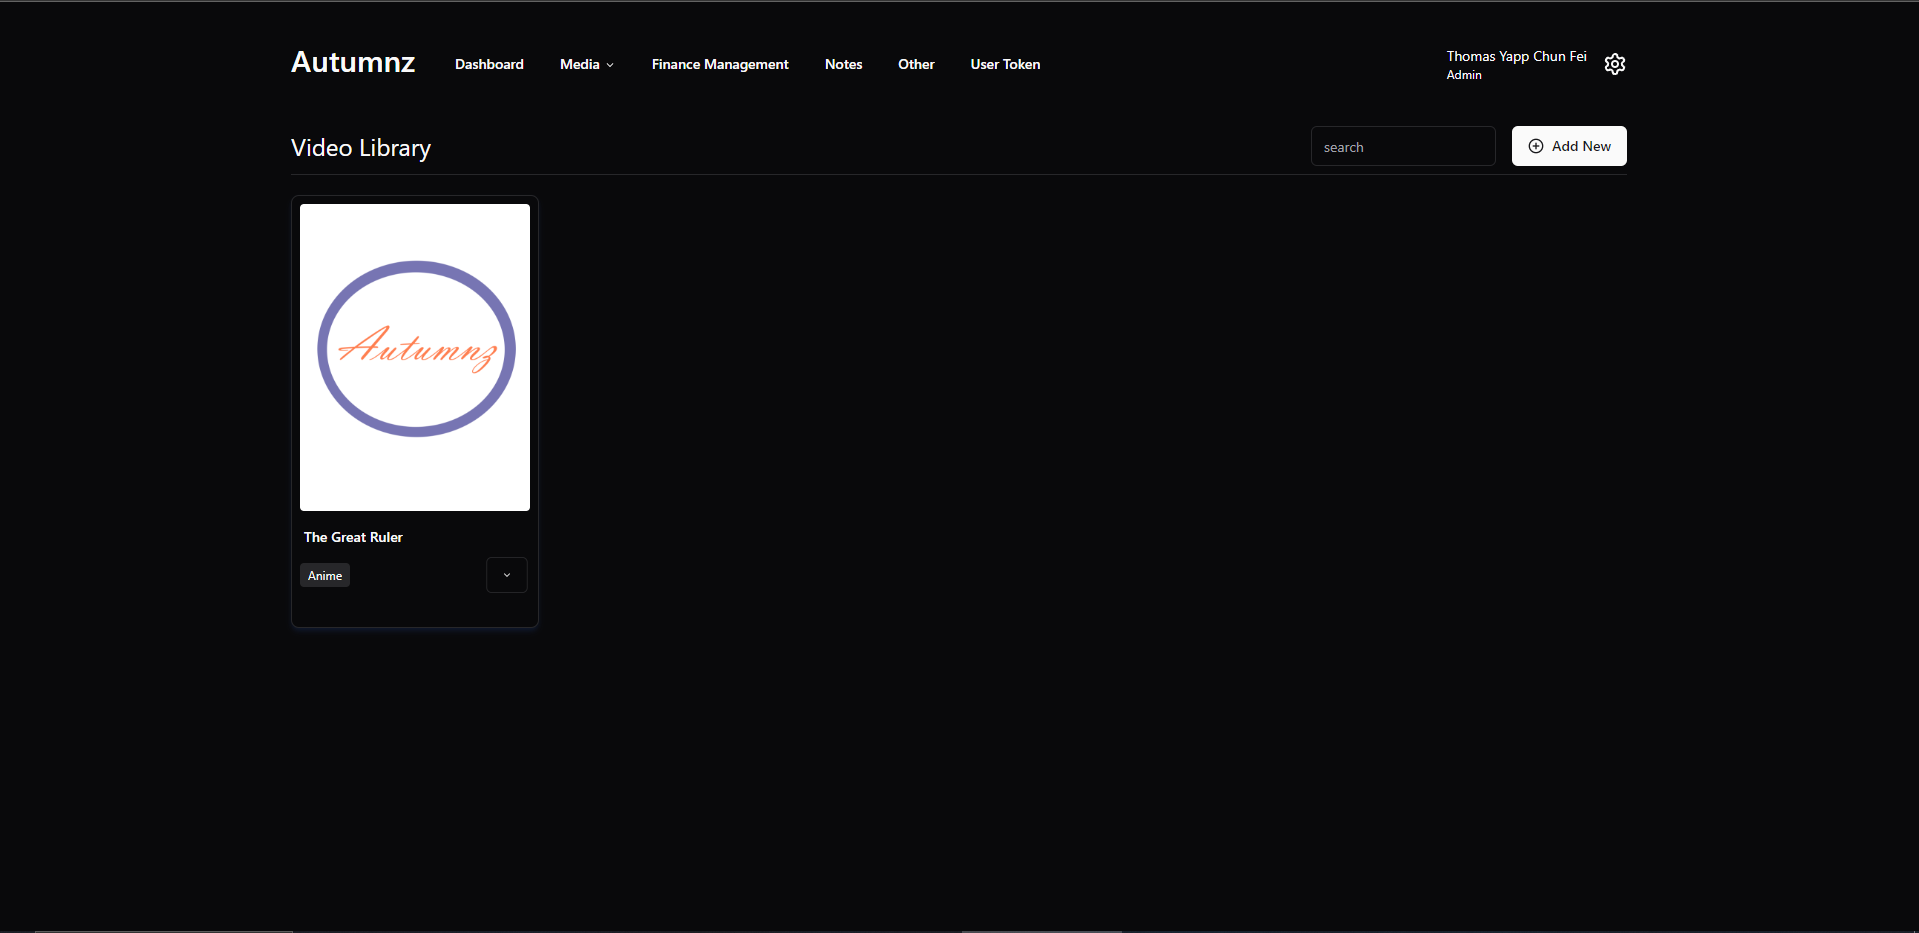 Autumnz
Dashboard
Media
Finance Management
Notes
Other
User Token
Thomas Yapp Chun Fei
Admin
Video Library
search
Add New
Autumnz
The Great Ruler
Anime